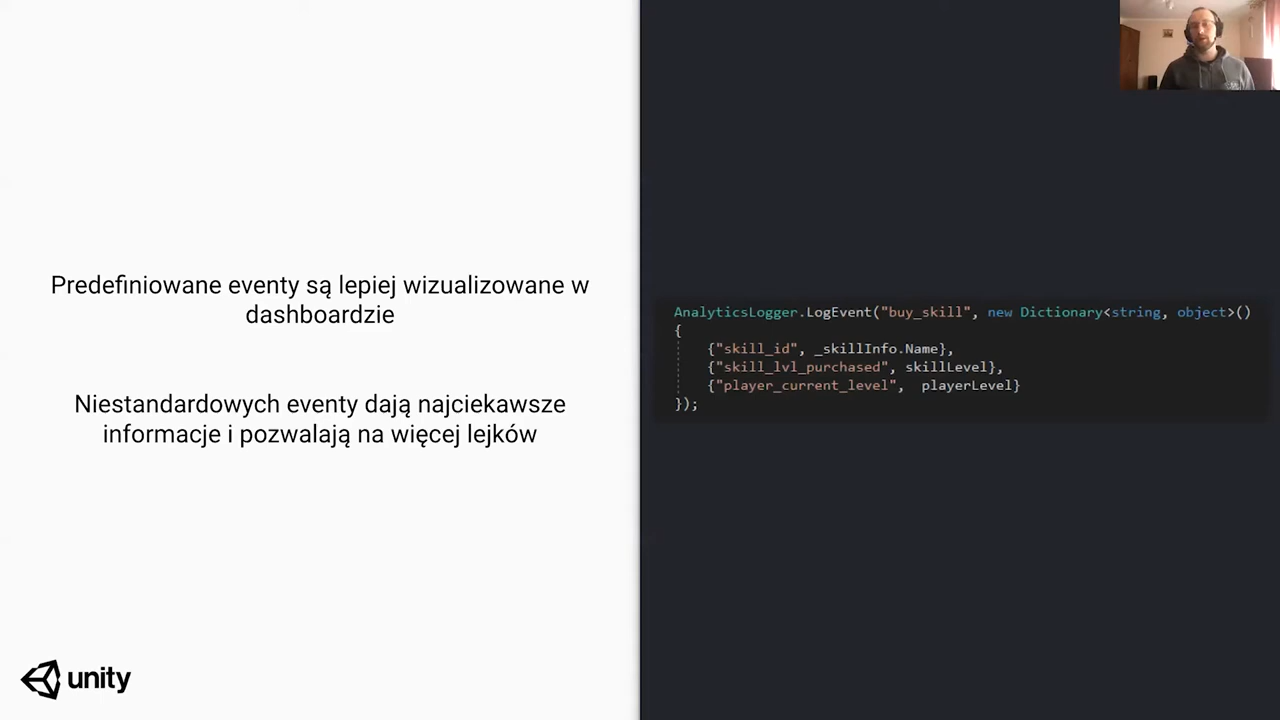 Predefiniowane eventy są lepiej wizualizowane w
dashboardzie
Niestandardowych eventy dają najciekawsze
informacje i pozwalają na więcej lejków
unity
AnalyticsLogger.LogEvent("buy_skill", new Dictionary<string, object>()
{
{"skill_id", _skillInfo.Name},
{"skill_lvl_purchased", skillLevel},
{"player_current_level", playerLevel}
});